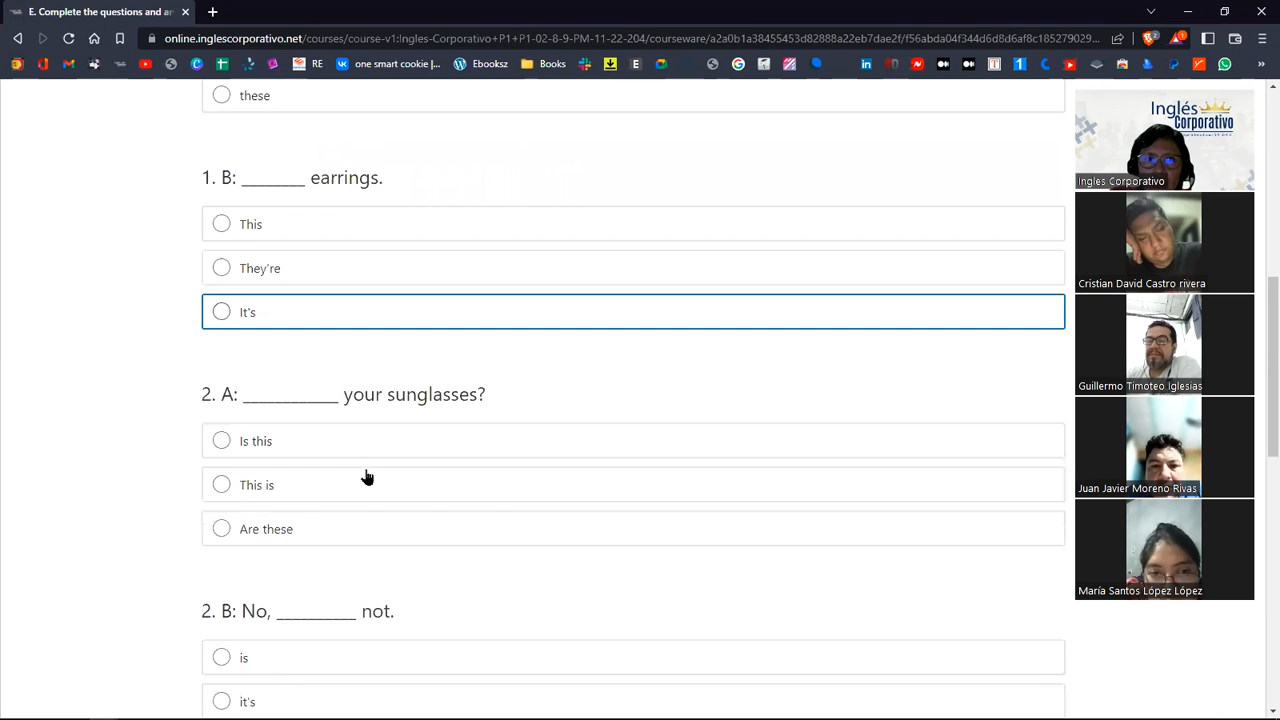 E. Complete the questions and ar
online.inglescorporativo.net/courses/course-v1:Ingles-Corporativo+P1+P1-02-8-9-PM-11-22-204/courseware/a2a0b1a38455453d82888a2eb7dae2f/f56abda04f344d6d8d6af8c185279029...
RE
one smart cookie |...
Ebooksz
Books
these
1. B: ________ earrings.
This
They're
It's
2. A: ____________ your sunglasses?
Is this
This is
Are these
2. B: No, __________ not.
is
it's
Inglés
Corporativo
Ingles Corporativo
Cristian David Castro rivera
Guillermo Timoteo Iglesias
Juan Javier Moreno Rivas
María Santos López López